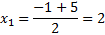 x₁ = (−1 + 5)/2 = 2